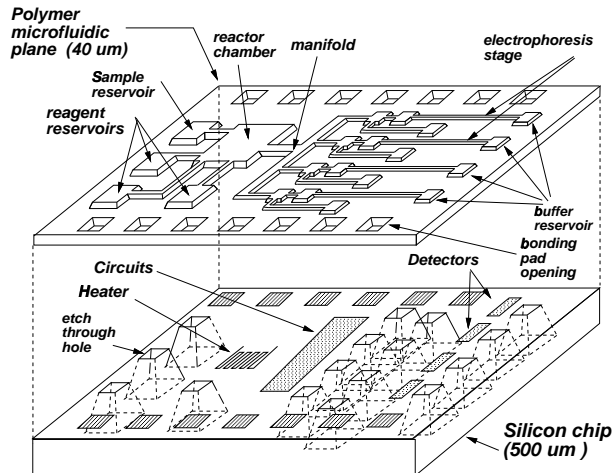 Polymer
microfluidic
plane (40 um)
reactor
chamber
manifold
electrophoresis
stage
Sample
reservoir
reagent
reservoirs
buffer
reservoir
bonding
pad
opening
Circuits
Detectors
Heater
etch
through
hole
Silicon chip
(500 um )